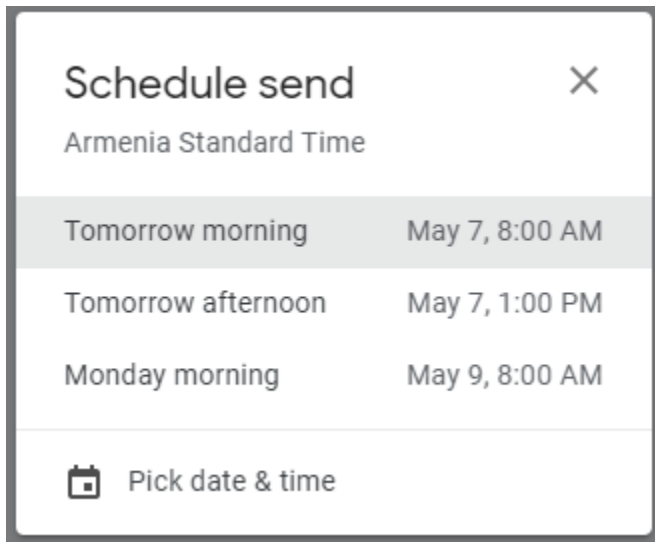 Schedule send
Armenia Standard Time
Tomorrow morning May 7, 8:00 AM
Tomorrow afternoon May 7, 1:00 PM
Monday morning May 9, 8:00 AM
Pick date & time